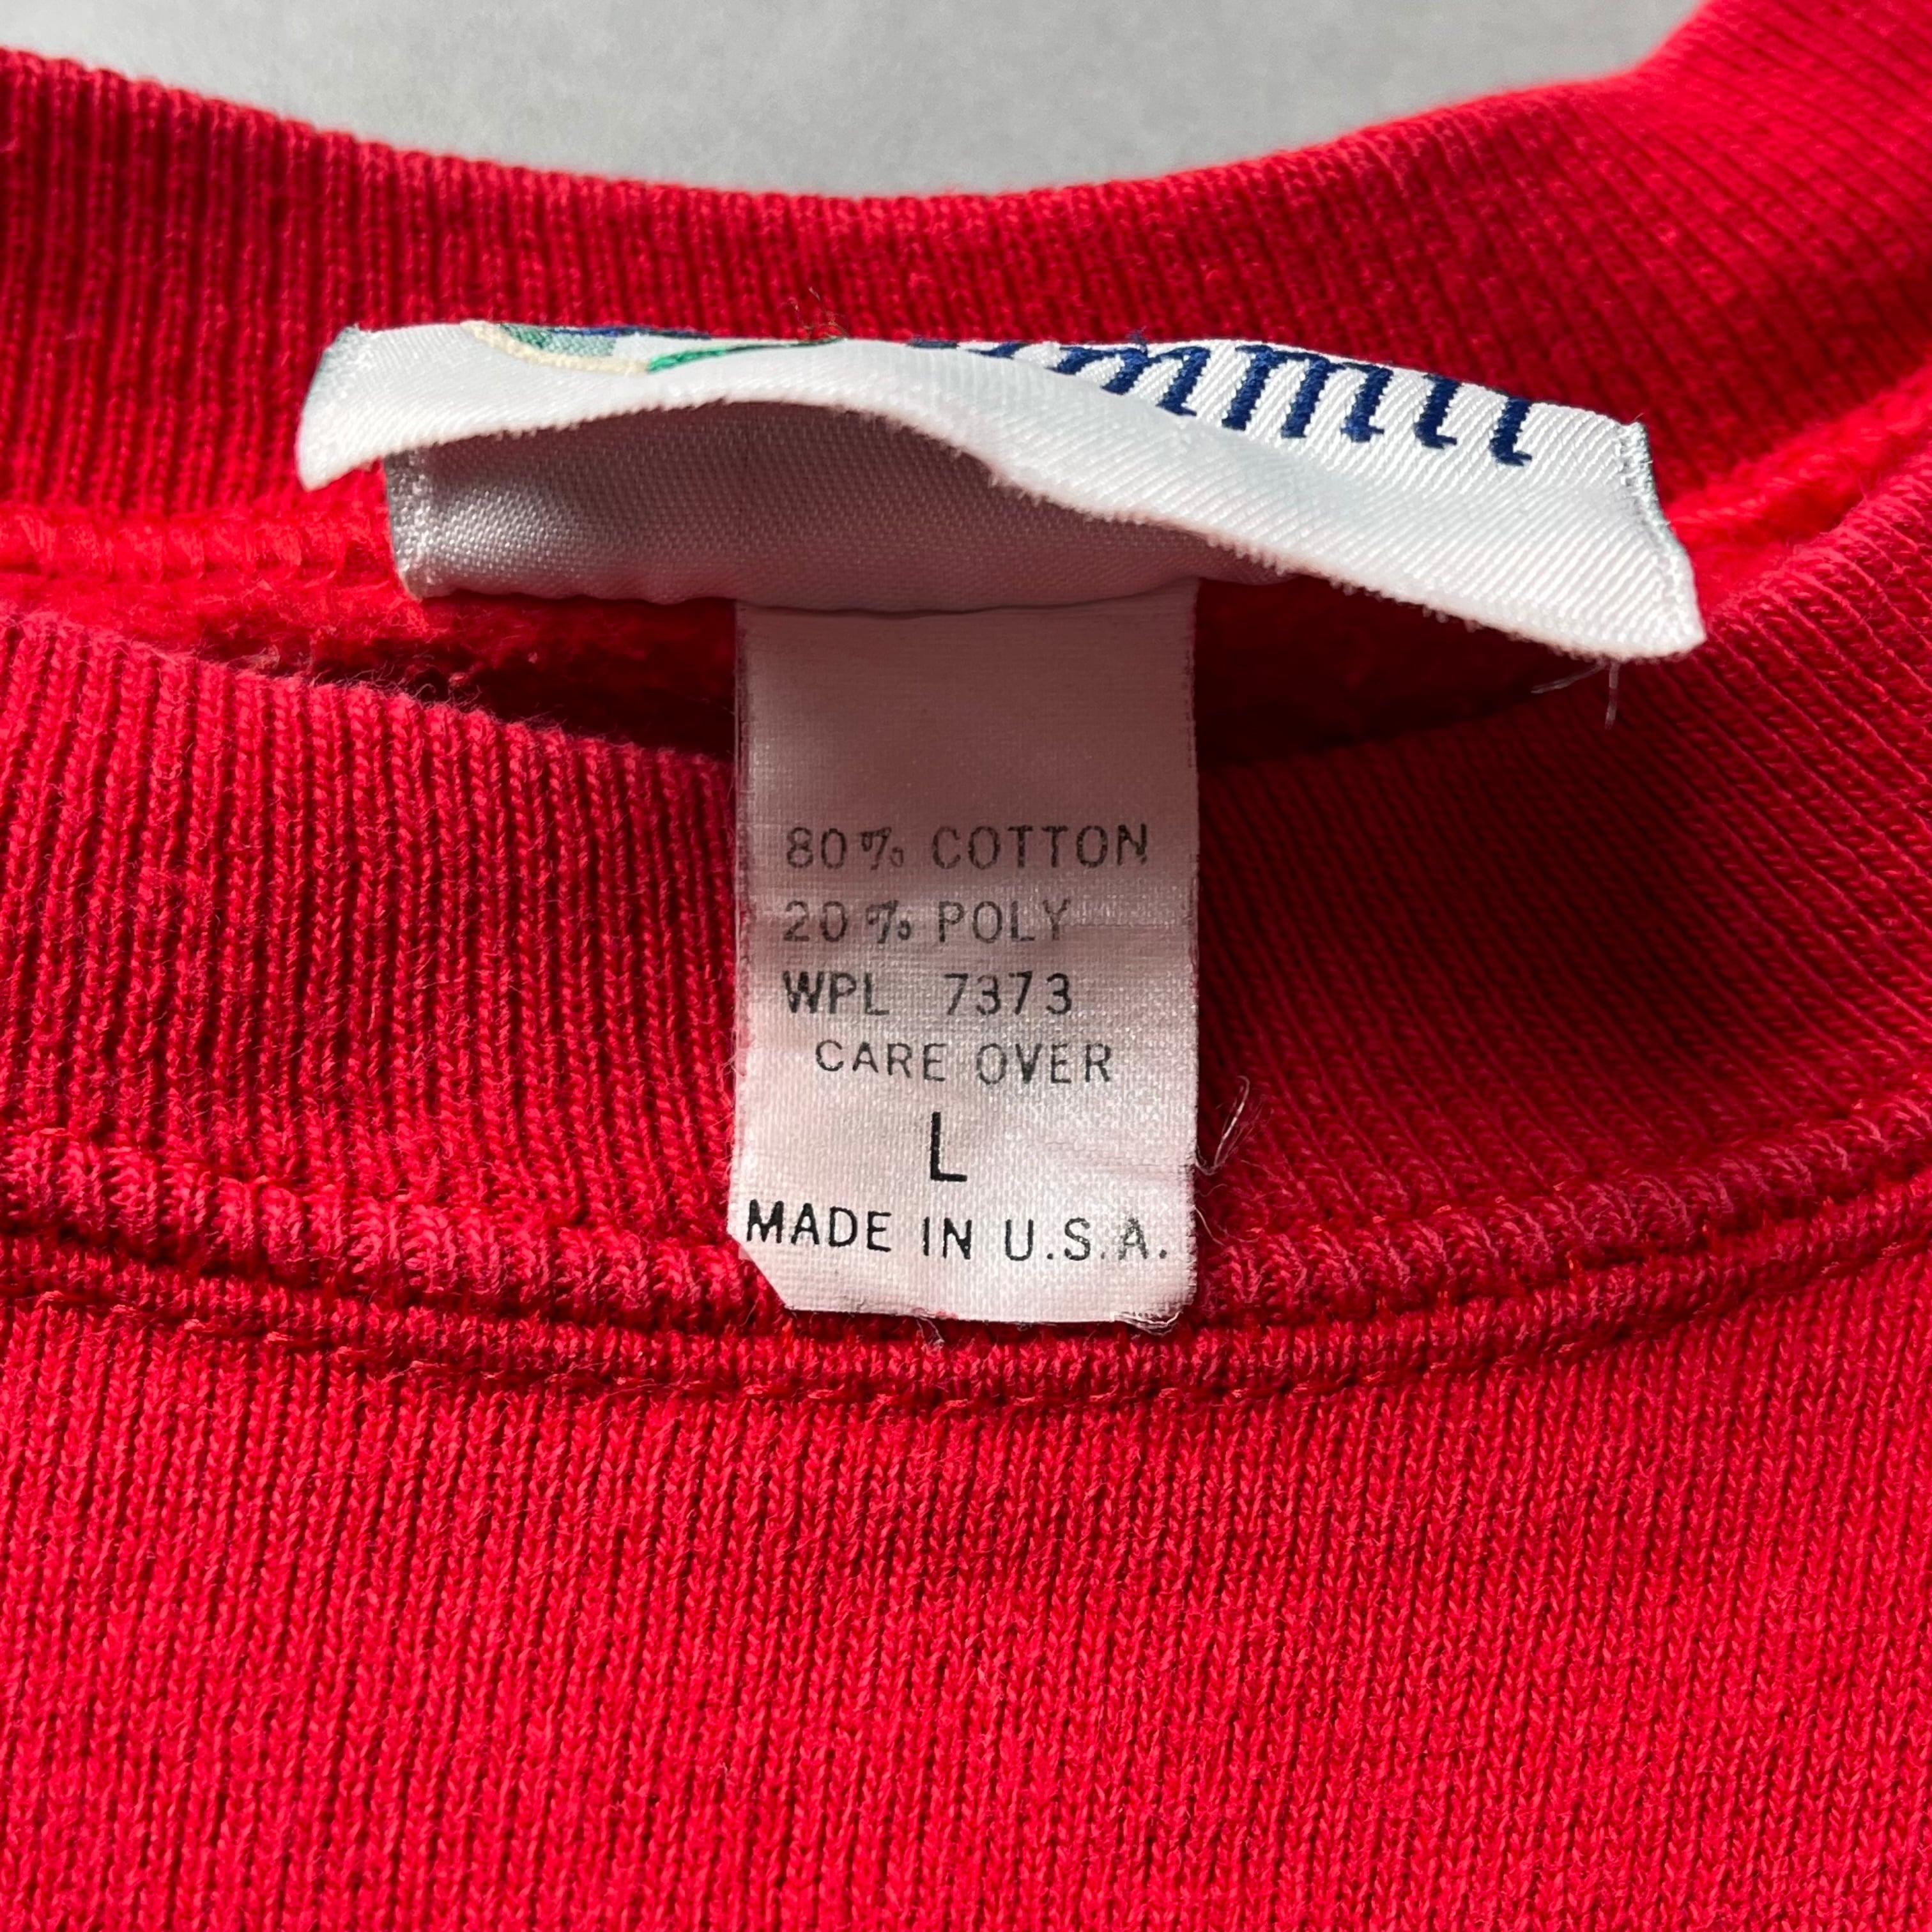 80% COTTON
20% POLY
WPL 7373
CARE OVER
L
MADE IN U.S.A.